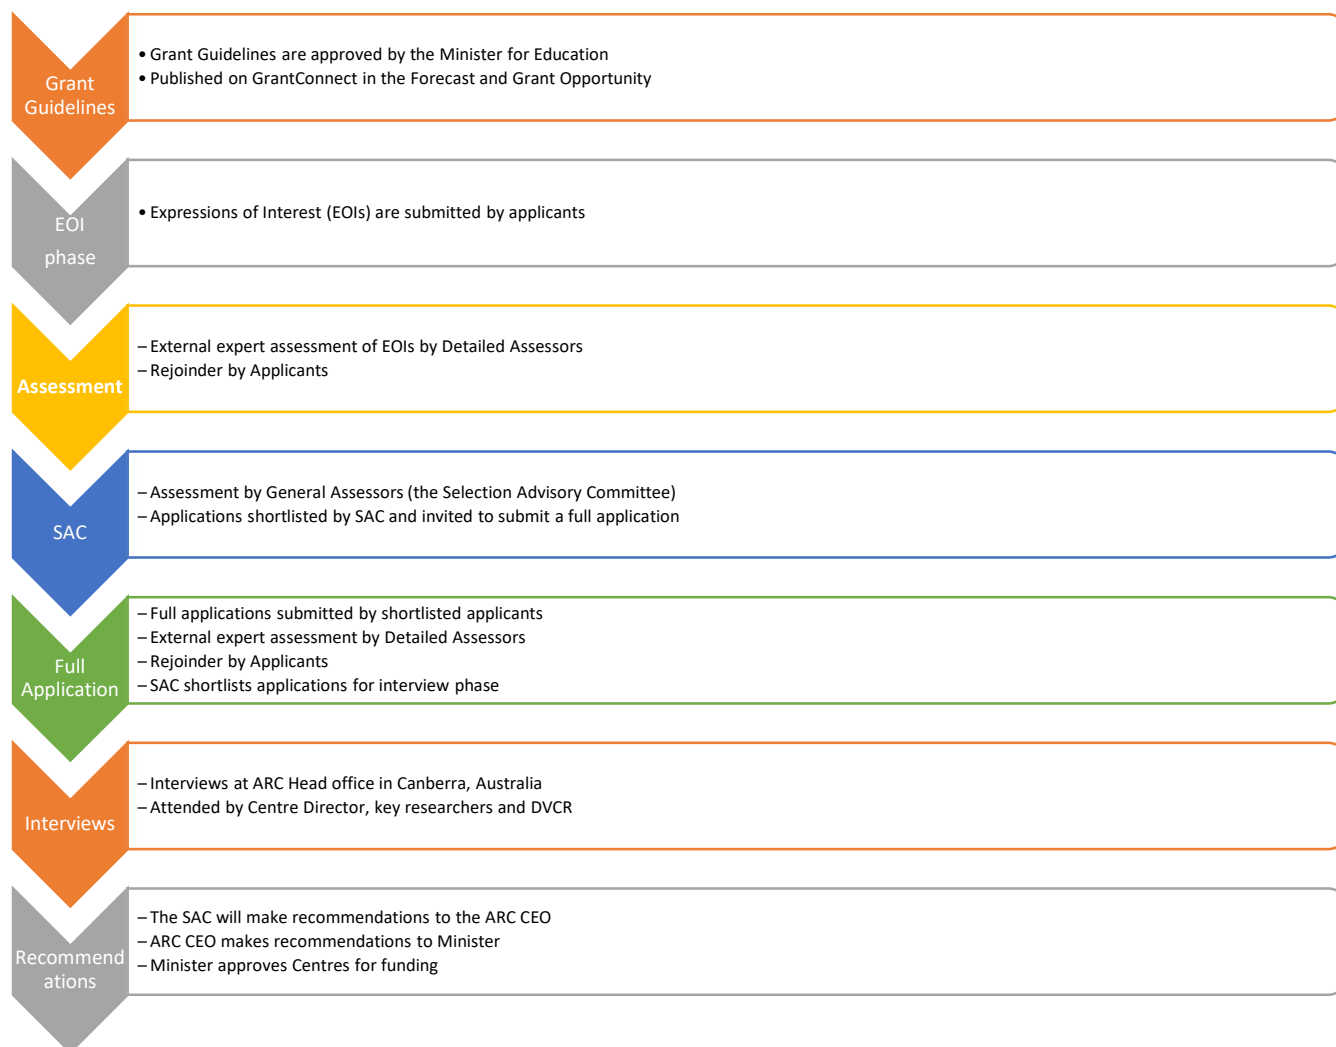 Grant
Guidelines
• Grant Guidelines are approved by the Minister for Education
• Published on GrantConnect in the Forecast and Grant Opportunity
EOI
phase
• Expressions of Interest (EOIs) are submitted by applicants
Assessment
– External expert assessment of EOIs by Detailed Assessors
– Rejoinder by Applicants
SAC
– Assessment by General Assessors (the Selection Advisory Committee)
– Applications shortlisted by SAC and invited to submit a full application
Full
Application
– Full applications submitted by shortlisted applicants
– External expert assessment by Detailed Assessors
– Rejoinder by Applicants
– SAC shortlists applications for interview phase
Interviews
– Interviews at ARC Head office in Canberra, Australia
– Attended by Centre Director, key researchers and DVCR
Recommend
ations
– The SAC will make recommendations to the ARC CEO
– ARC CEO makes recommendations to Minister
– Minister approves Centres for funding